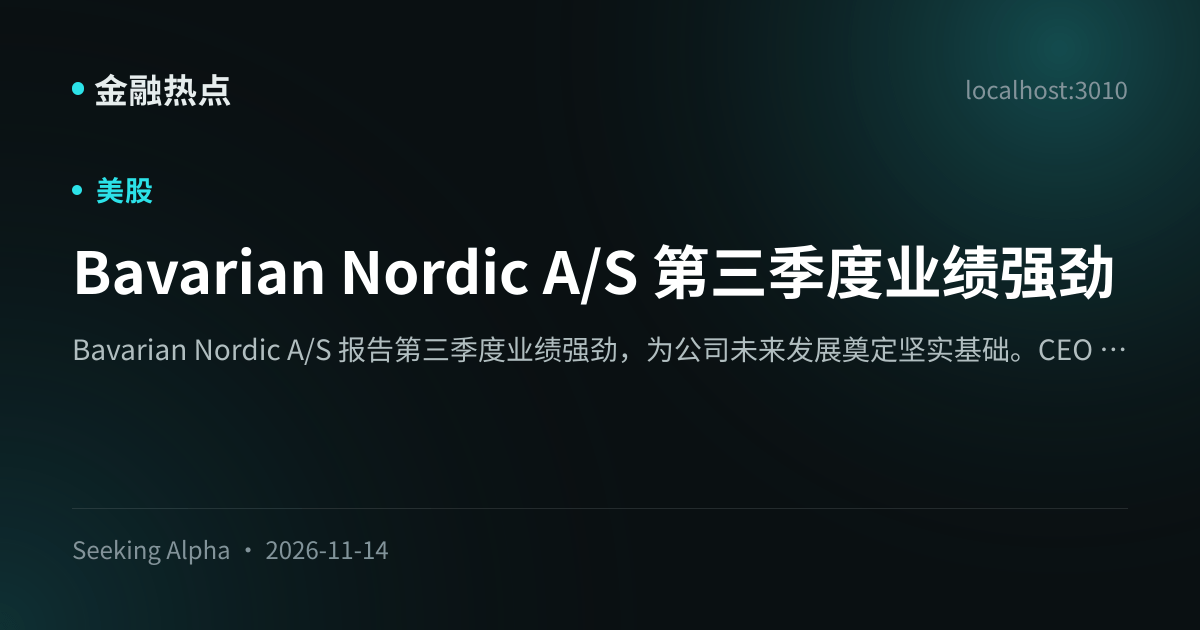 金融热点
localhost:3010
美股
Bavarian Nordic A/S 第三季度业绩强劲
Bavarian Nordic A/S 报告第三季度业绩强劲，为公司未来发展奠定坚实基础。CEO …
Seeking Alpha · 2026-11-14